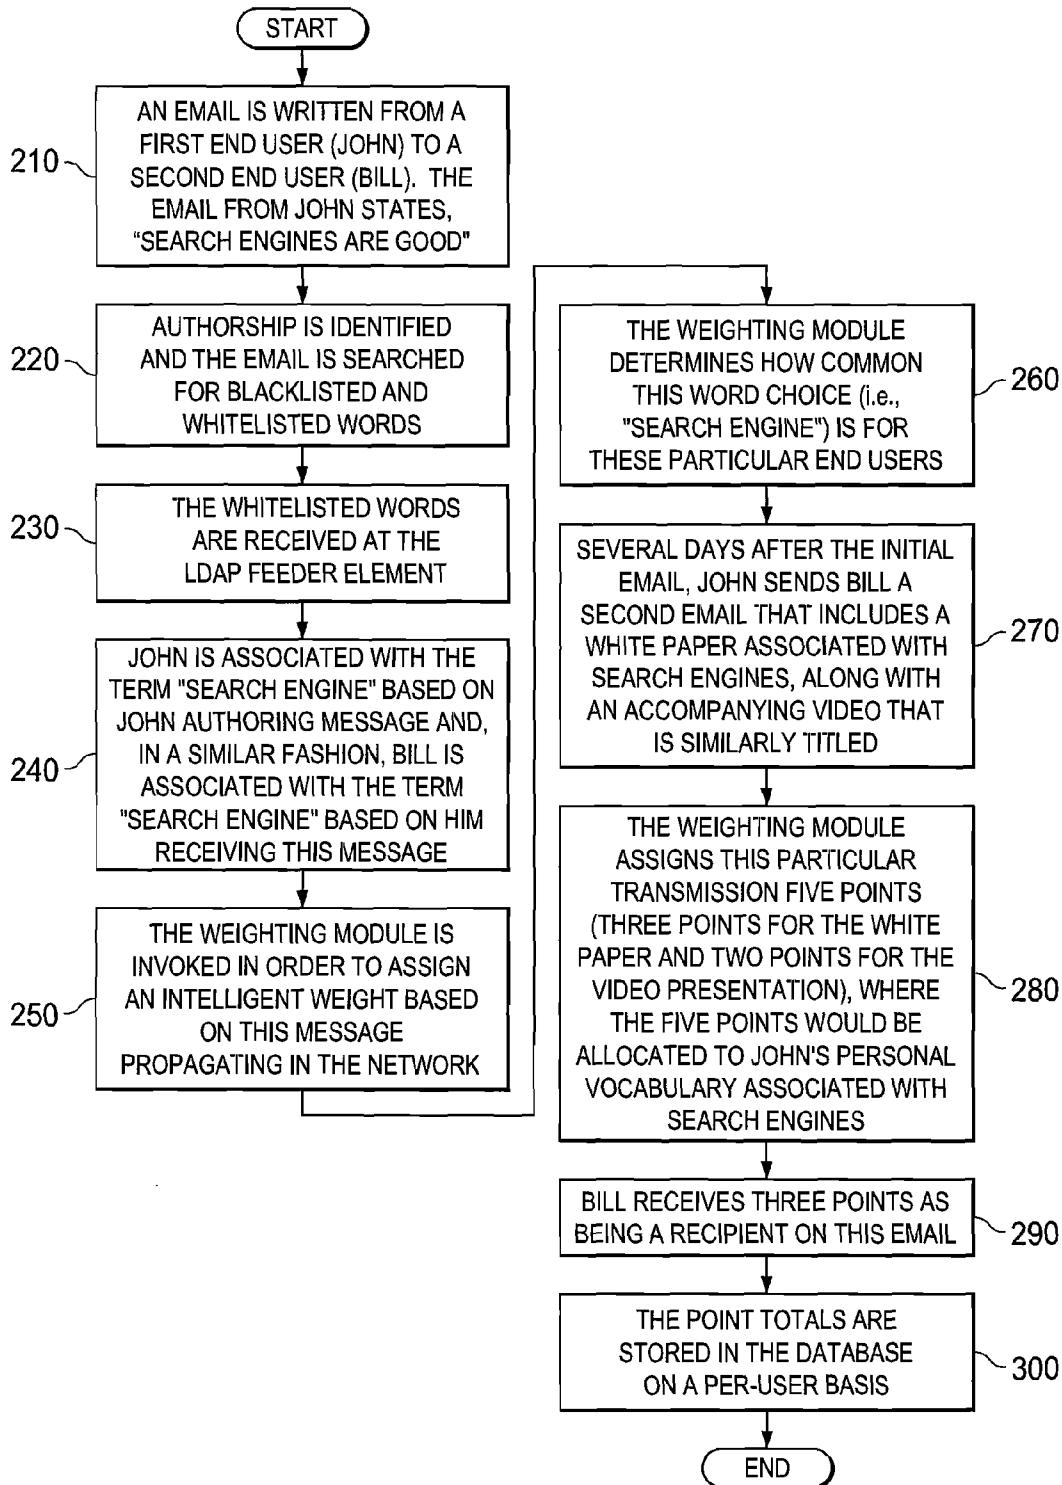 START
210
AN EMAIL IS WRITTEN FROM A
FIRST END USER (JOHN) TO A
SECOND END USER (BILL). THE
EMAIL FROM JOHN STATES,
"SEARCH ENGINES ARE GOOD"
220
AUTHORSHIP IS IDENTIFIED
AND THE EMAIL IS SEARCHED
FOR BLACKLISTED AND
WHITELISTED WORDS
230
THE WHITELISTED WORDS
ARE RECEIVED AT THE
LDAP FEEDER ELEMENT
240
JOHN IS ASSOCIATED WITH THE
TERM "SEARCH ENGINE" BASED ON
JOHN AUTHORING MESSAGE AND,
IN A SIMILAR FASHION, BILL IS
ASSOCIATED WITH THE TERM
"SEARCH ENGINE" BASED ON HIM
RECEIVING THIS MESSAGE
250
THE WEIGHTING MODULE IS
INVOKED IN ORDER TO ASSIGN
AN INTELLIGENT WEIGHT BASED
ON THIS MESSAGE
PROPAGATING IN THE NETWORK
THE WEIGHTING MODULE
DETERMINES HOW COMMON
THIS WORD CHOICE (i.e.,
"SEARCH ENGINE") IS FOR
THESE PARTICULAR END USERS
260
SEVERAL DAYS AFTER THE INITIAL
EMAIL, JOHN SENDS BILL A
SECOND EMAIL THAT INCLUDES A
WHITE PAPER ASSOCIATED WITH
SEARCH ENGINES, ALONG WITH
AN ACCOMPANYING VIDEO THAT
IS SIMILARLY TITLED
270
THE WEIGHTING MODULE
ASSIGNS THIS PARTICULAR
TRANSMISSION FIVE POINTS
(THREE POINTS FOR THE WHITE
PAPER AND TWO POINTS FOR THE
VIDEO PRESENTATION), WHERE
THE FIVE POINTS WOULD BE
ALLOCATED TO JOHN'S PERSONAL
VOCABULARY ASSOCIATED WITH
SEARCH ENGINES
280
BILL RECEIVES THREE POINTS AS
BEING A RECIPIENT ON THIS EMAIL
290
THE POINT TOTALS ARE
STORED IN THE DATABASE
ON A PER-USER BASIS
300
END